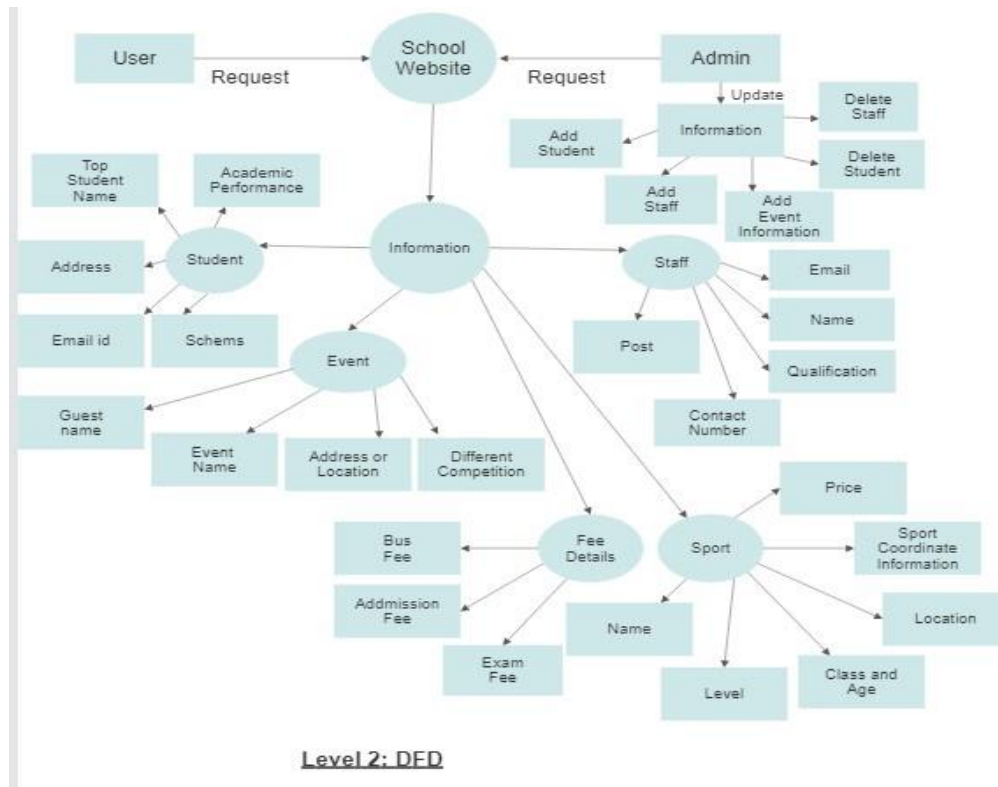 User
School
Website
Admin
Request
Request
Update
Delete
Staff
Add
Student
Information
Delete
Student
Top
Student
Name
Academic
Performance
Add
Staff
Add
Event
Information
Address
Student
Information
Staff
Email
Name
Email id
Schems
Event
Post
Qualification
Guest
name
Contact
Number
Event
Name
Address or
Location
Different
Competition
Price
Bus
Fee
Fee
Details
Sport
Sport
Coordinate
Information
Addmission
Fee
Name
Location
Exam
Fee
Level
Class and
Age
Level 2: DFD